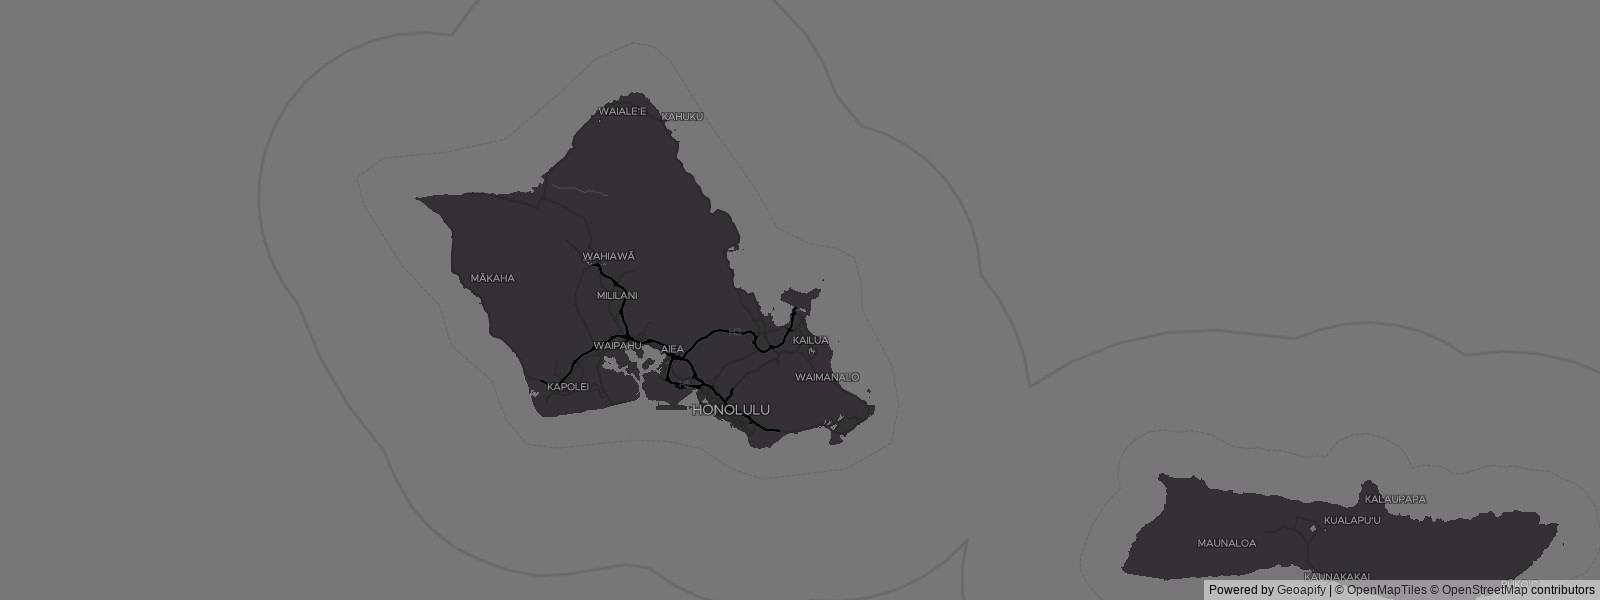 WAIALE'E
KAHUKU
WAHIAWĀ
MĀKAHA
MILILANI
H3
KAILUA
WAIPAHU
AIEA
WAIMANALO
KAPOLEI
HONOLULU
KALAUPAPA
KUALAPU'U
MAUNALOA
KAUNAKAKAI
Powered by Geoapify | © OpenMapTiles © OpenStreetMap contributors